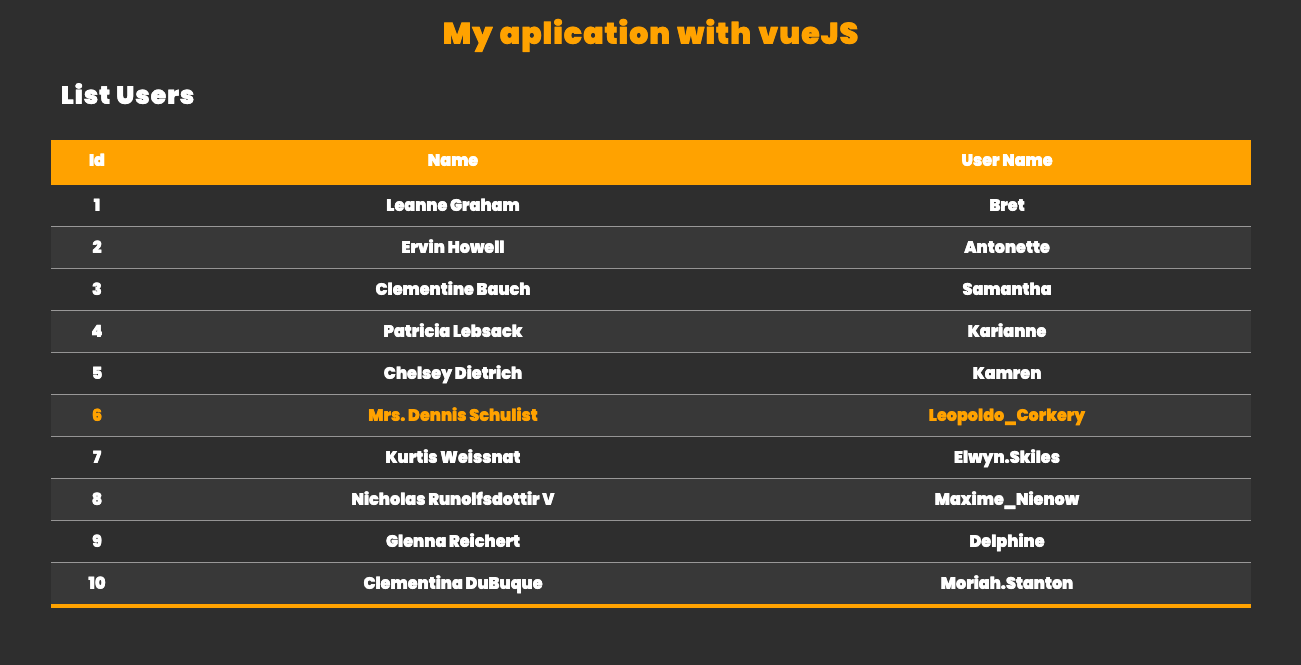 My aplication with vueJS
List Users
Id Name User Name
1 Leanne Graham Bret
2 Ervin Howell Antonette
3 Clementine Bauch Samantha
4 Patricia Lebsack Karianne
5 Chelsey Dietrich Kamren
6 Mrs. Dennis Schulist Leopoldo_Corkery
7 Kurtis Weissnat Elwyn.Skiles
8 Nicholas Runolfsdottir V Maxime_Nienow
9 Glenna Reichert Delphine
10 Clementina DuBuque Moriah.Stanton